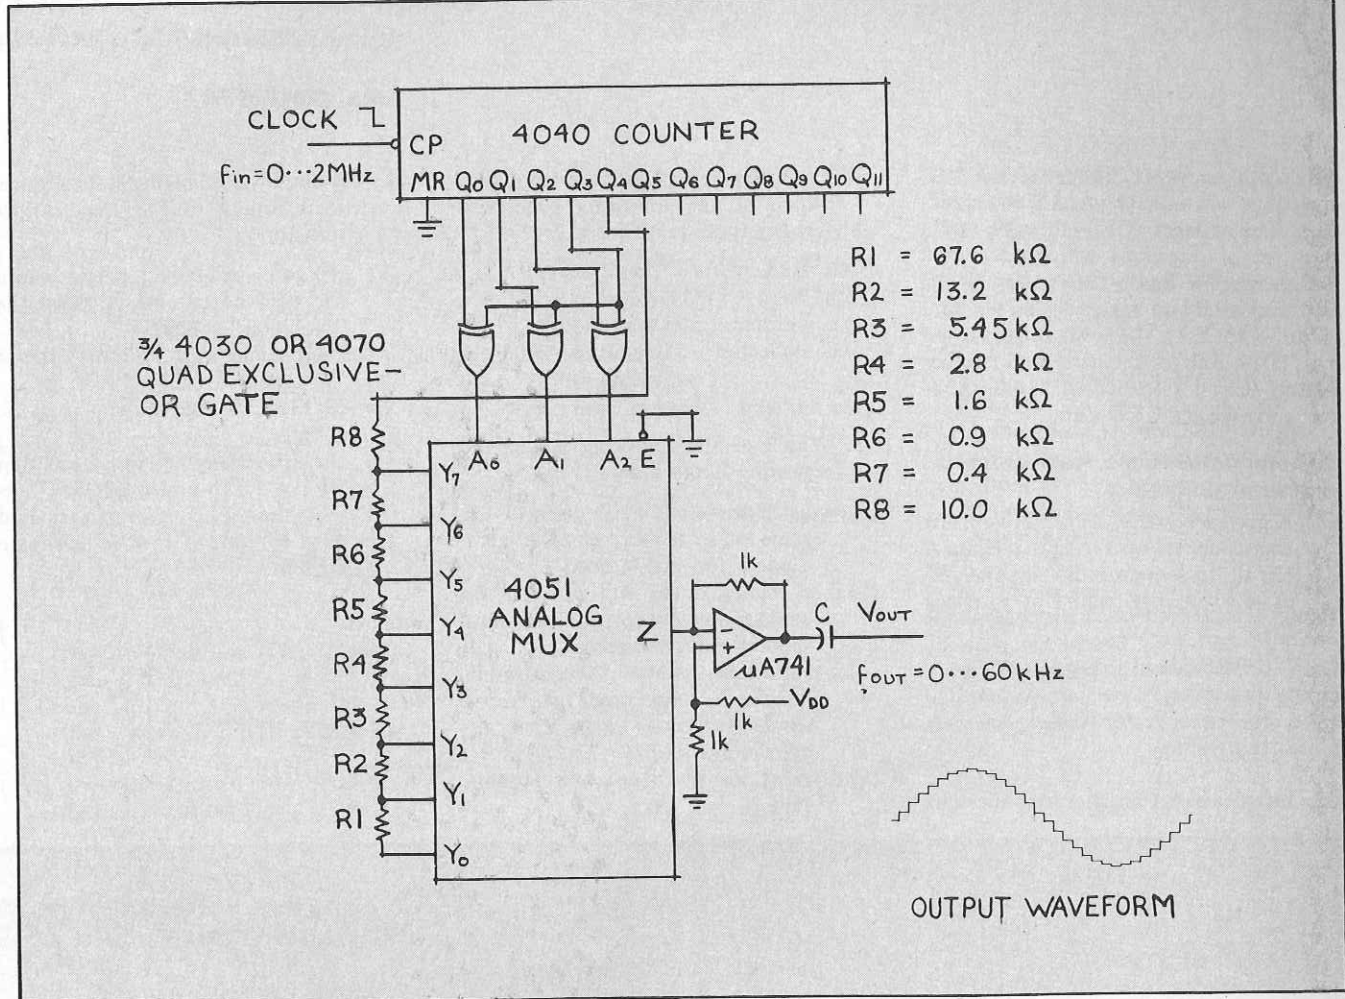 CLOCK
4040 COUNTER
CP
fin=0···2MHz
MR Q0 Q1 Q2 Q3 Q4 Q5 Q6 Q7 Q8 Q9 Q10 Q11
R1 = 67.6 kΩ
R2 = 13.2 kΩ
R3 = 5.45 kΩ
R4 = 2.8 kΩ
R5 = 1.6 kΩ
R6 = 0.9 kΩ
R7 = 0.4 kΩ
R8 = 10.0 kΩ
¾ 4030 OR 4070
QUAD EXCLUSIVE-
OR GATE
R8
R7
R6
R5
R4
R3
R2
R1
A0 A1 A2 E
Y7
Y6
Y5
Y4
Y3
Y2
Y1
Y0
4051
ANALOG
MUX
Z
1k
-
+
μA741
C
VOUT
fOUT=0···60kHz
VDD
1k
1k
OUTPUT WAVEFORM